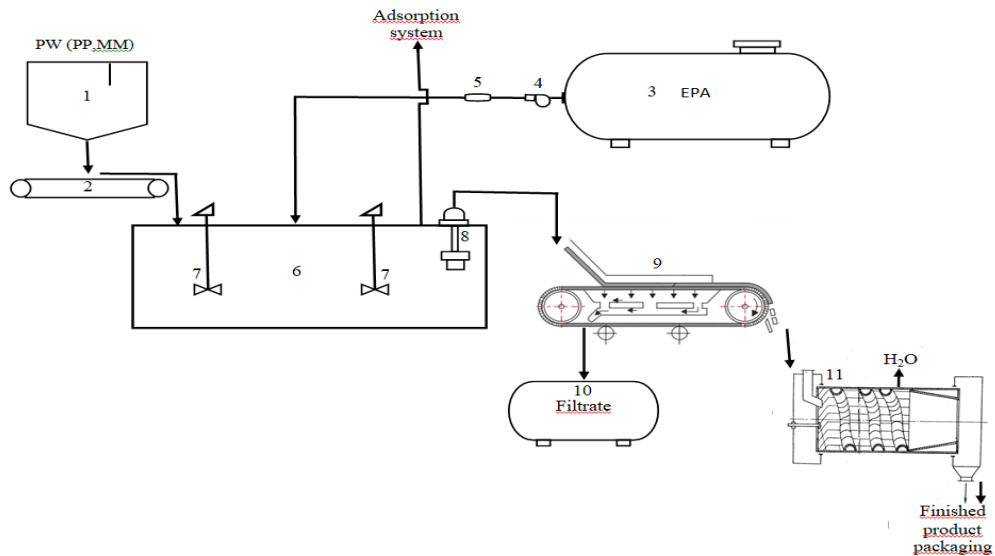 Adsorption
system
PW (PP,MM)
1
2
3 EPA
4
5
6
7
7
8
9
10
Filtrate
11
H₂O
Finished
product
packaging